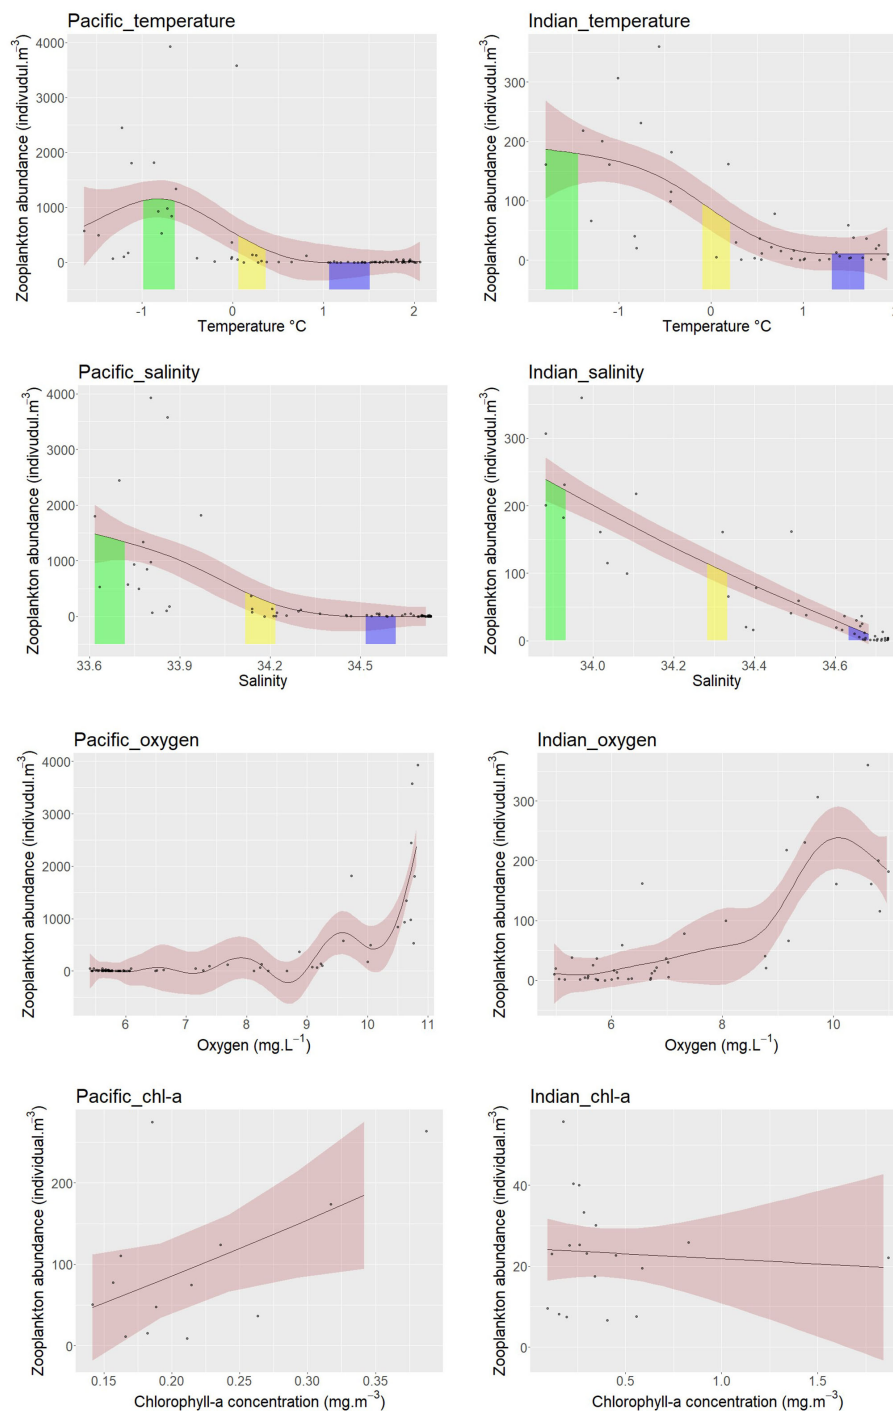 Pacific_temperature
Zooplankton abundance (indivudul.m⁻³)
4000
3000
2000
1000
0
-1 0 1 2
Temperature °C
Indian_temperature
Zooplankton abundance (indivudul.m⁻³)
300
200
100
0
-1 0 1 2
Temperature °C
Pacific_salinity
Zooplankton abundance (indivudul.m⁻³)
4000
3000
2000
1000
0
33.6 33.9 34.2 34.5
Salinity
Indian_salinity
Zooplankton abundance (indivudul.m⁻³)
300
200
100
0
34.0 34.2 34.4 34.6
Salinity
Pacific_oxygen
Zooplankton abundance (indivudul.m⁻³)
4000
3000
2000
1000
0
6 7 8 9 10 11
Oxygen (mg.L⁻¹)
Indian_oxygen
Zooplankton abundance (indivudul.m⁻³)
300
200
100
0
6 8 10
Oxygen (mg.L⁻¹)
Pacific_chl-a
Zooplankton abundance (individual.m⁻³)
200
100
0
0.15 0.20 0.25 0.30 0.35
Chlorophyll-a concentration (mg.m⁻³)
Indian_chl-a
Zooplankton abundance (individual.m⁻³)
40
20
0
0.5 1.0 1.5
Chlorophyll-a concentration (mg.m⁻³)